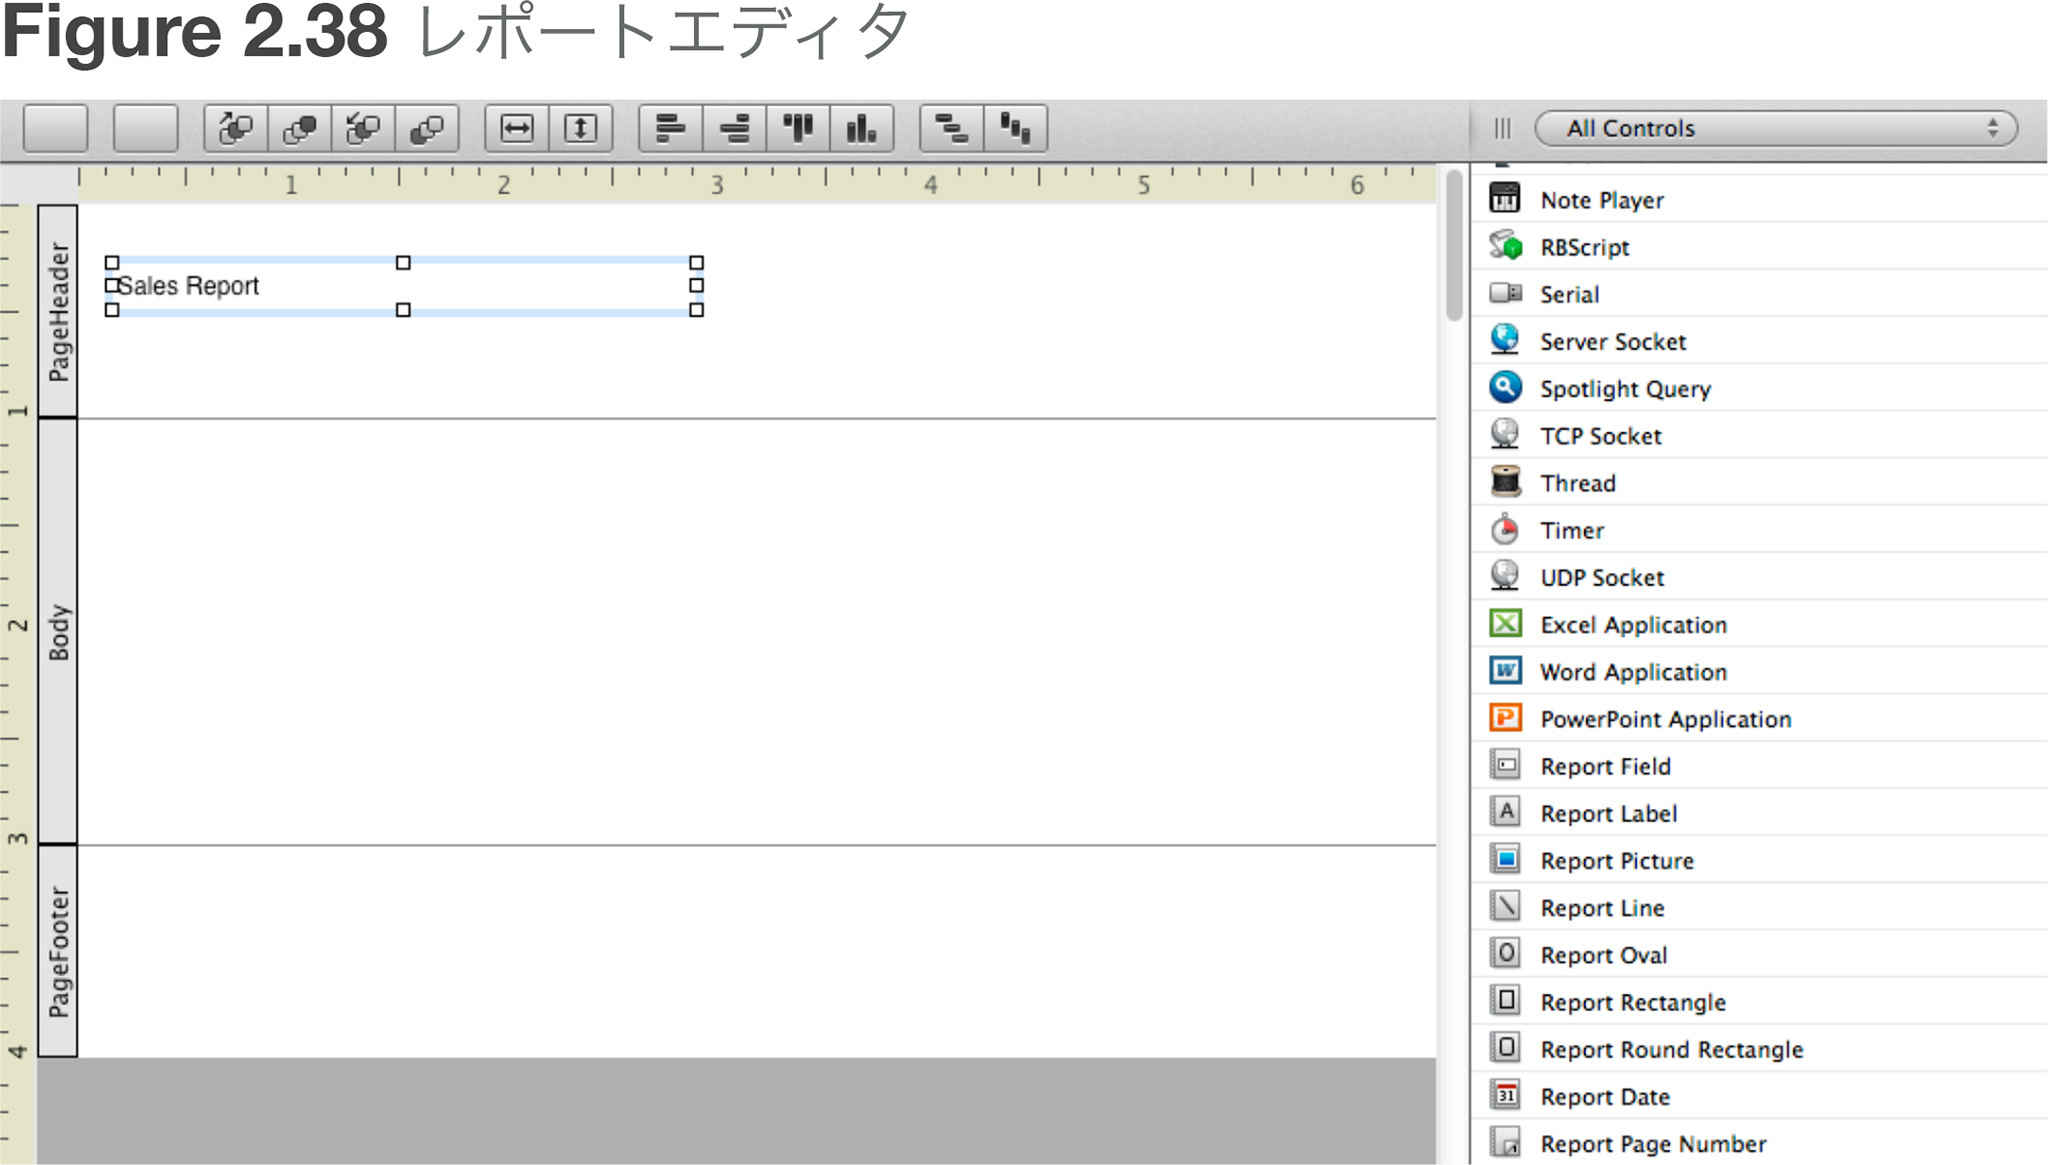 Figure 2.38 レポートエディタ
All Controls
1 2 3 4 5 6
PageHeader
Sales Report
1
Body
2
3
PageFooter
4
Note Player
RBScript
Serial
Server Socket
Spotlight Query
TCP Socket
Thread
Timer
UDP Socket
Excel Application
Word Application
PowerPoint Application
Report Field
Report Label
Report Picture
Report Line
Report Oval
Report Rectangle
Report Round Rectangle
Report Date
Report Page Number